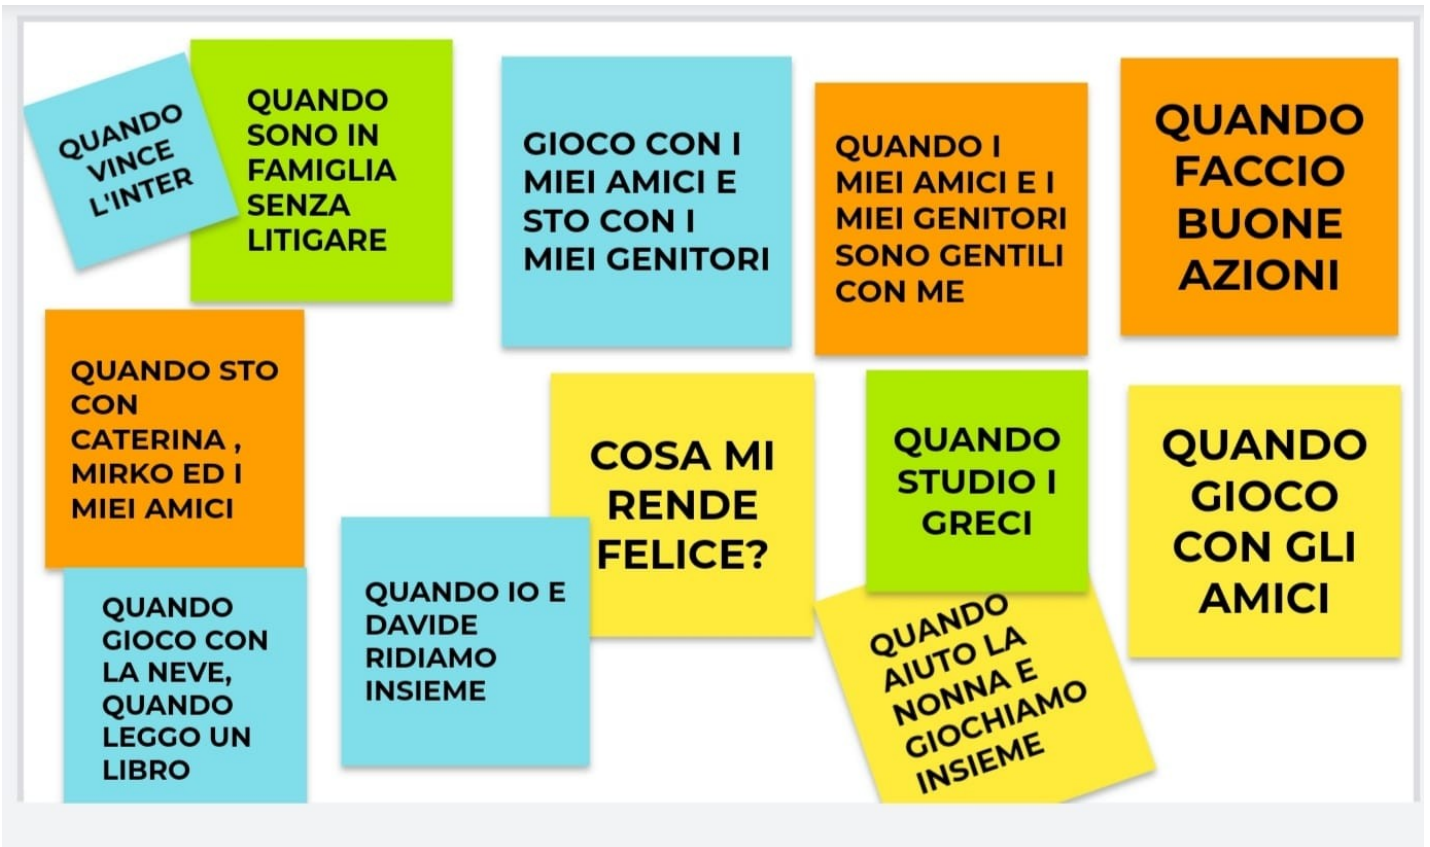 QUANDO
VINCE
L'INTER
QUANDO
SONO IN
FAMIGLIA
SENZA
LITIGARE
GIOCO CON I
MIEI AMICI E
STO CON I
MIEI GENITORI
QUANDO I
MIEI AMICI E I
MIEI GENITORI
SONO GENTILI
CON ME
QUANDO
FACCIO
BUONE
AZIONI
QUANDO STO
CON
CATERINA ,
MIRKO ED I
MIEI AMICI
COSA MI
RENDE
FELICE?
QUANDO
STUDIO I
GRECI
QUANDO
GIOCO
CON GLI
AMICI
QUANDO
GIOCO CON
LA NEVE,
QUANDO
LEGGO UN
LIBRO
QUANDO IO E
DAVIDE
RIDIAMO
INSIEME
QUANDO
AIUTO LA
NONNA E
GIOCHIAMO
INSIEME